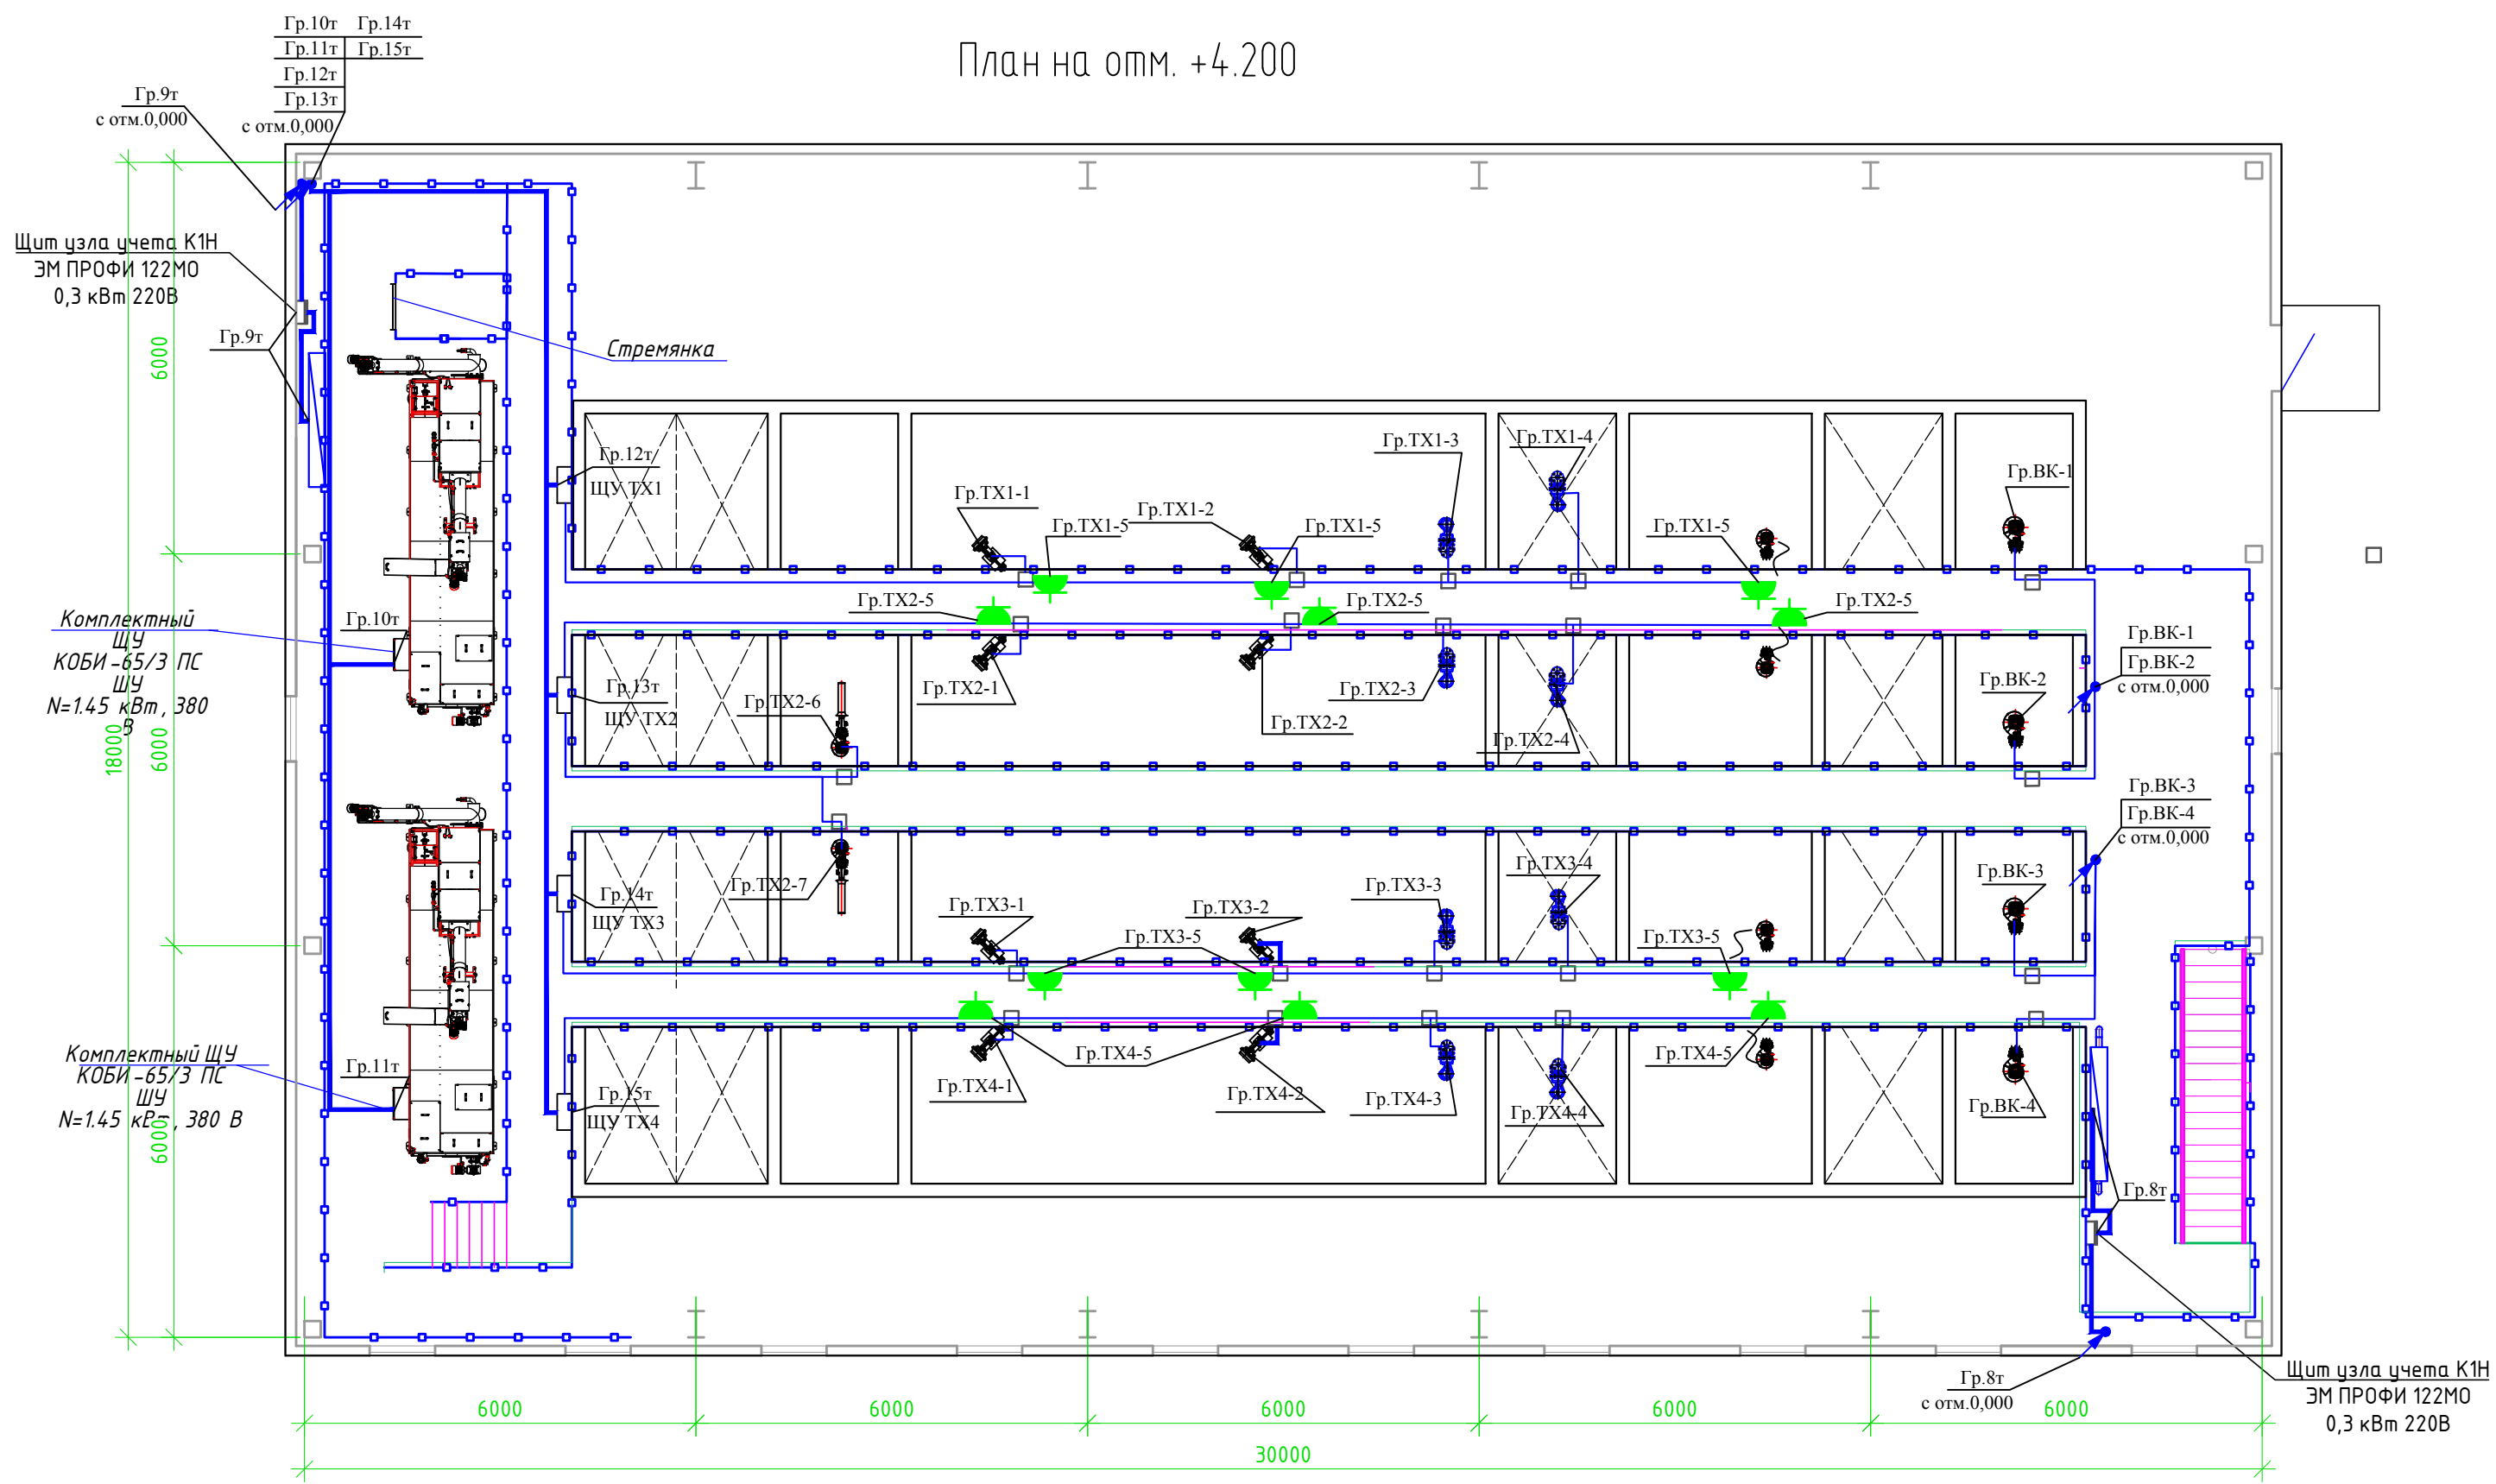 План на отм. +4.200
Гр.10т Гр.14т
Гр.11т Гр.15т
Гр.12т
Гр.13т
с отм.0,000
Гр.9т
с отм.0,000
Щит узла учета К1Н
ЭМ ПРОФИ 122МО
0,3 кВт 220В
Гр.9т
Стремянка
6000
Гр.12т
ЩУ ТХ1
Гр.ТХ1-1
Гр.ТХ1-5
Гр.ТХ1-2
Гр.ТХ1-5
Гр.ТХ1-3
Гр.ТХ1-4
Гр.ТХ1-5
Гр.ВК-1
Гр.ТХ2-5
Гр.ТХ2-5
Гр.ТХ2-5
Комплектный
ЩУ
КОБИ-65/3 ПС
ШУ
N=1.45 кВт, 380
В
Гр.10т
18000
6000
Гр.13т
ЩУ ТХ2
Гр.ТХ2-6
Гр.ТХ2-1
Гр.ТХ2-2
Гр.ТХ2-3
Гр.ТХ2-4
Гр.ВК-2
Гр.ВК-1
Гр.ВК-2
с отм.0,000
Гр.ВК-3
Гр.ВК-4
с отм.0,000
Гр.14т
ЩУ ТХ3
Гр.ТХ2-7
Гр.ТХ3-1
Гр.ТХ3-5
Гр.ТХ3-2
Гр.ТХ3-3
Гр.ТХ3-4
Гр.ТХ3-5
Гр.ВК-3
Комплектный ЩУ
КОБИ-65/3 ПС
ШУ
N=1.45 кВт, 380 В
Гр.11т
6000
Гр.15т
ЩУ ТХ4
Гр.ТХ4-1
Гр.ТХ4-5
Гр.ТХ4-2
Гр.ТХ4-3
Гр.ТХ4-4
Гр.ТХ4-5
Гр.ВК-4
Гр.8т
Гр.8т
с отм.0,000
Щит узла учета К1Н
ЭМ ПРОФИ 122МО
0,3 кВт 220В
6000 6000 6000 6000 6000
30000